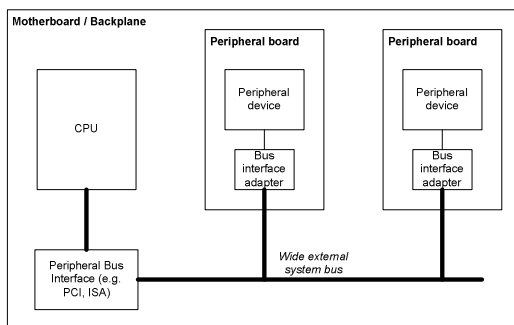 Motherboard / Backplane
Peripheral board
Peripheral board
CPU
Peripheral
device
Peripheral
device
Bus
interface
adapter
Bus
interface
adapter
Wide external
system bus
Peripheral Bus
Interface (e.g.
PCI, ISA)